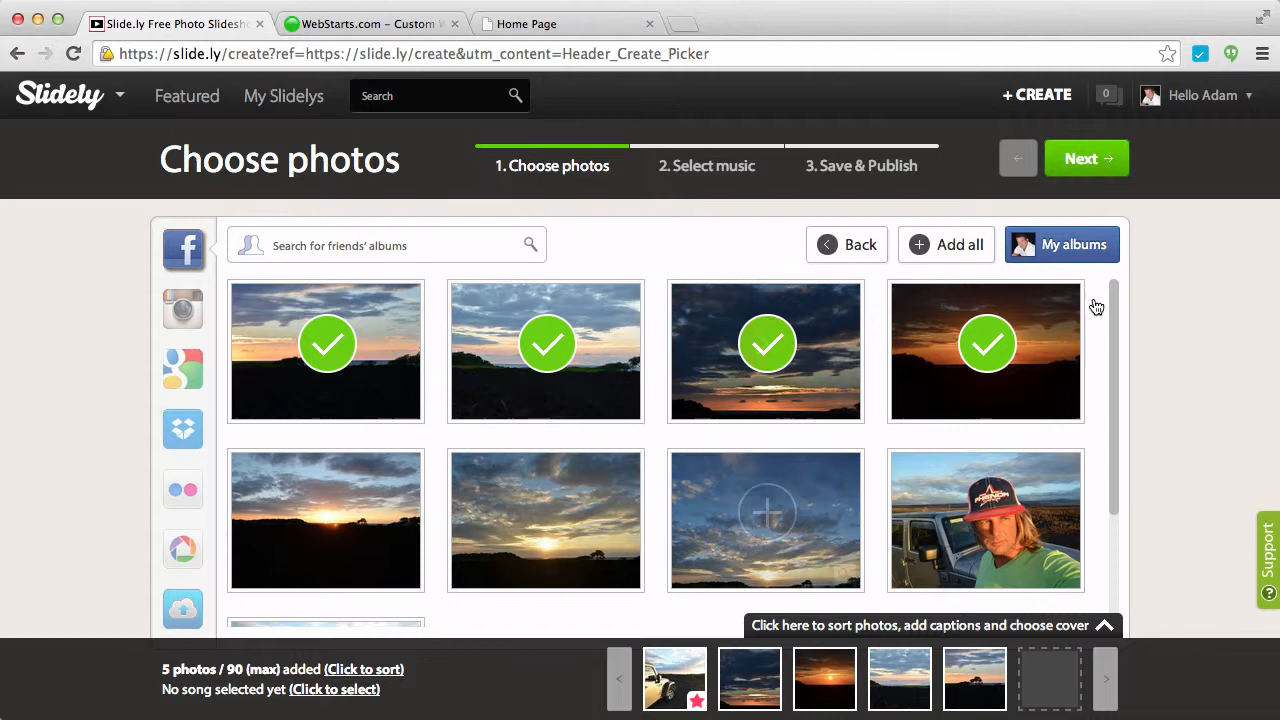 Slide.ly Free Photo Slidesho
WebStarts.com – Custom W
Home Page
https://slide.ly/create?ref=https://slide.ly/create&utm_content=Header_Create_Picker
Slidely
Featured
My Slidelys
Search
+ CREATE
0
Hello Adam
Choose photos
1. Choose photos
2. Select music
3. Save & Publish
Next
Search for friends' albums
Back
Add all
My albums
PHENOM
Support
Click here to sort photos, add captions and choose cover
5 photos / 90 (max) added (Click to sort)
No song selected yet (Click to select)